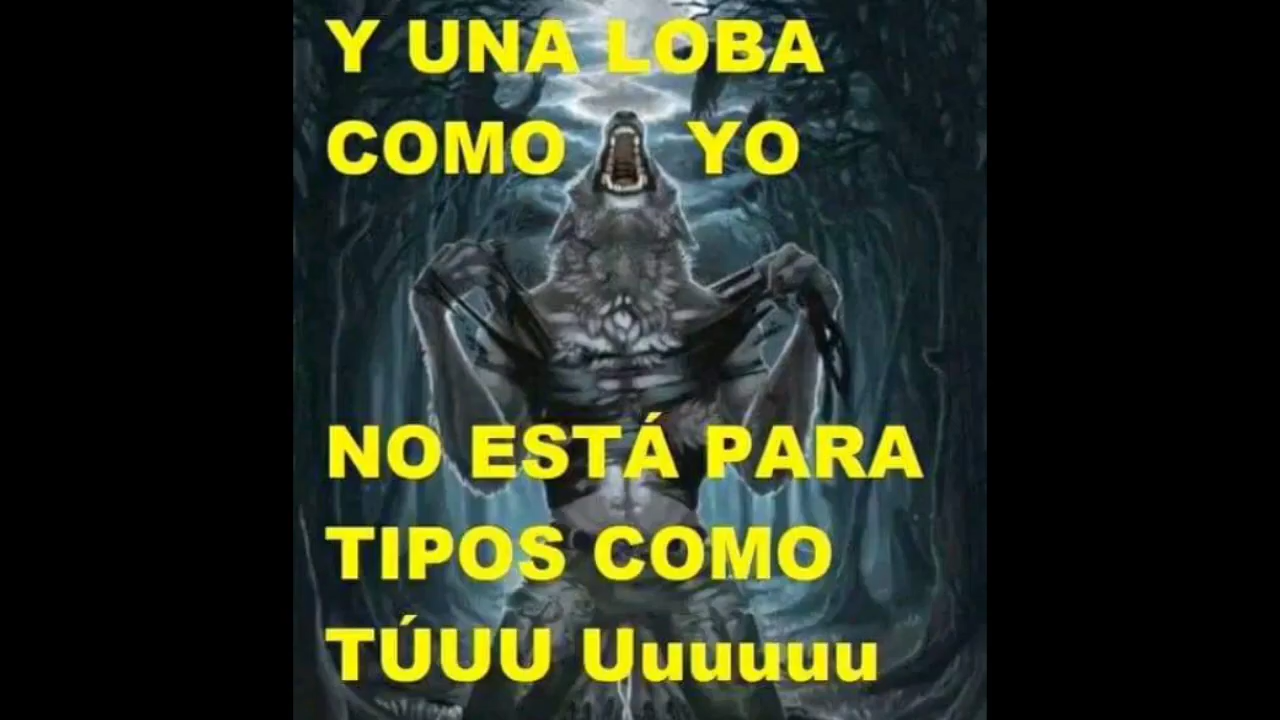 Y UNA LOBA
COMO YO
NO ESTÁ PARA
TIPOS COMO
TÚUU Uuuuuu